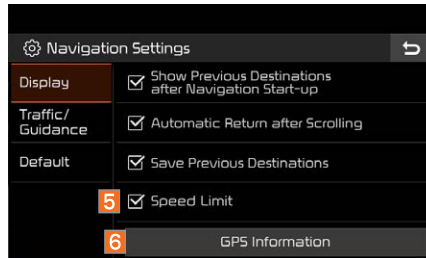 Navigation Settings
Display
Show Previous Destinations
after Navigation Start-up
Traffic/
Guidance
Automatic Return after Scrolling
Default
Save Previous Destinations
5 Speed Limit
6 GPS Information